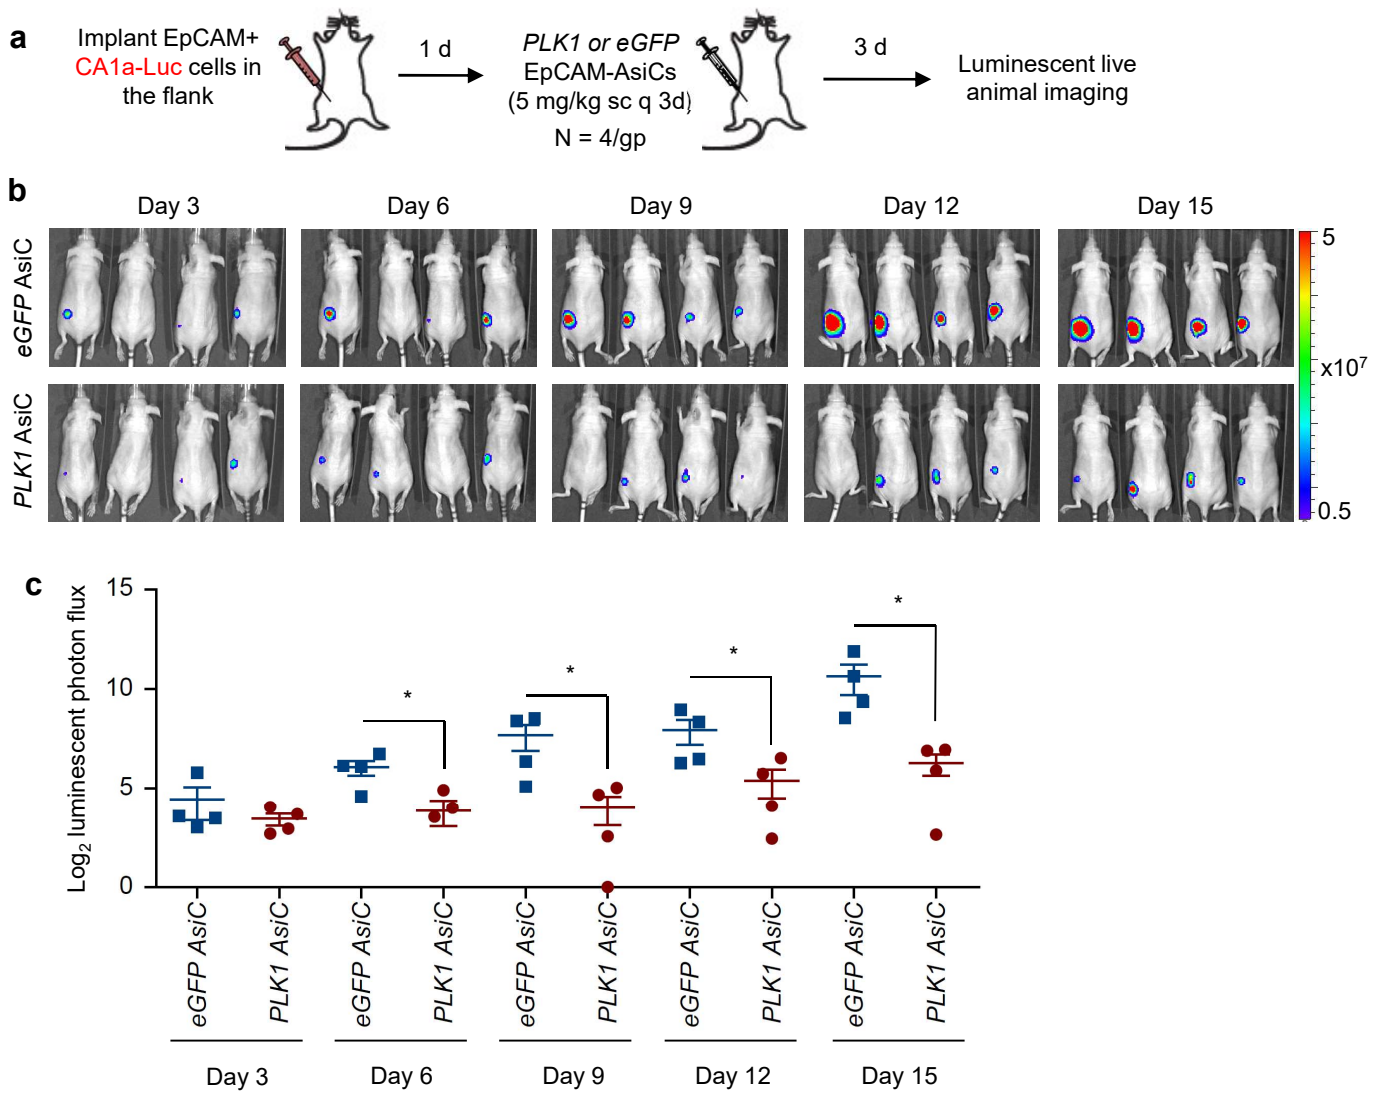 a
Implant EpCAM+
CA1a-Luc cells in
the flank
1 d
PLK1 or eGFP
EpCAM-AsiCs
(5 mg/kg sc q 3d)
N = 4/gp
3 d
Luminescent live
animal imaging
b
Day 3 Day 6 Day 9 Day 12 Day 15
eGFP AsiC
PLK1 AsiC
5
x10⁷
0.5
c
Log₂ luminescent photon flux
15
10
5
0
* * * *
eGFP AsiC PLK1 AsiC eGFP AsiC PLK1 AsiC eGFP AsiC PLK1 AsiC eGFP AsiC PLK1 AsiC eGFP AsiC PLK1 AsiC
Day 3 Day 6 Day 9 Day 12 Day 15